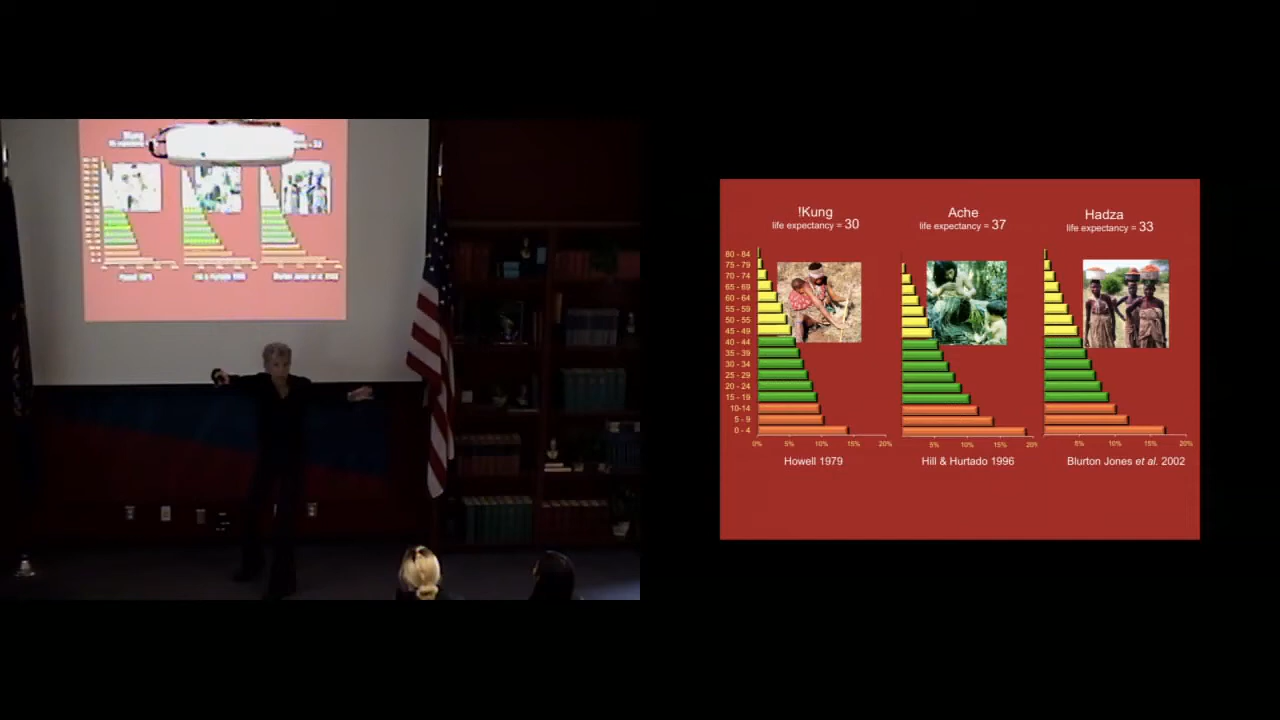 !Kung
life expectancy = 30
Ache
life expectancy = 37
Hadza
life expectancy = 33
80 - 84
75 - 79
70 - 74
65 - 69
60 - 64
55 - 59
50 - 55
45 - 49
40 - 44
35 - 39
30 - 34
25 - 29
20 - 24
15 - 19
10-14
5 - 9
0 - 4
0% 5% 10% 15% 20%
5% 10% 15% 20%
5% 10% 15% 20%
Howell 1979
Hill & Hurtado 1996
Blurton Jones et al. 2002